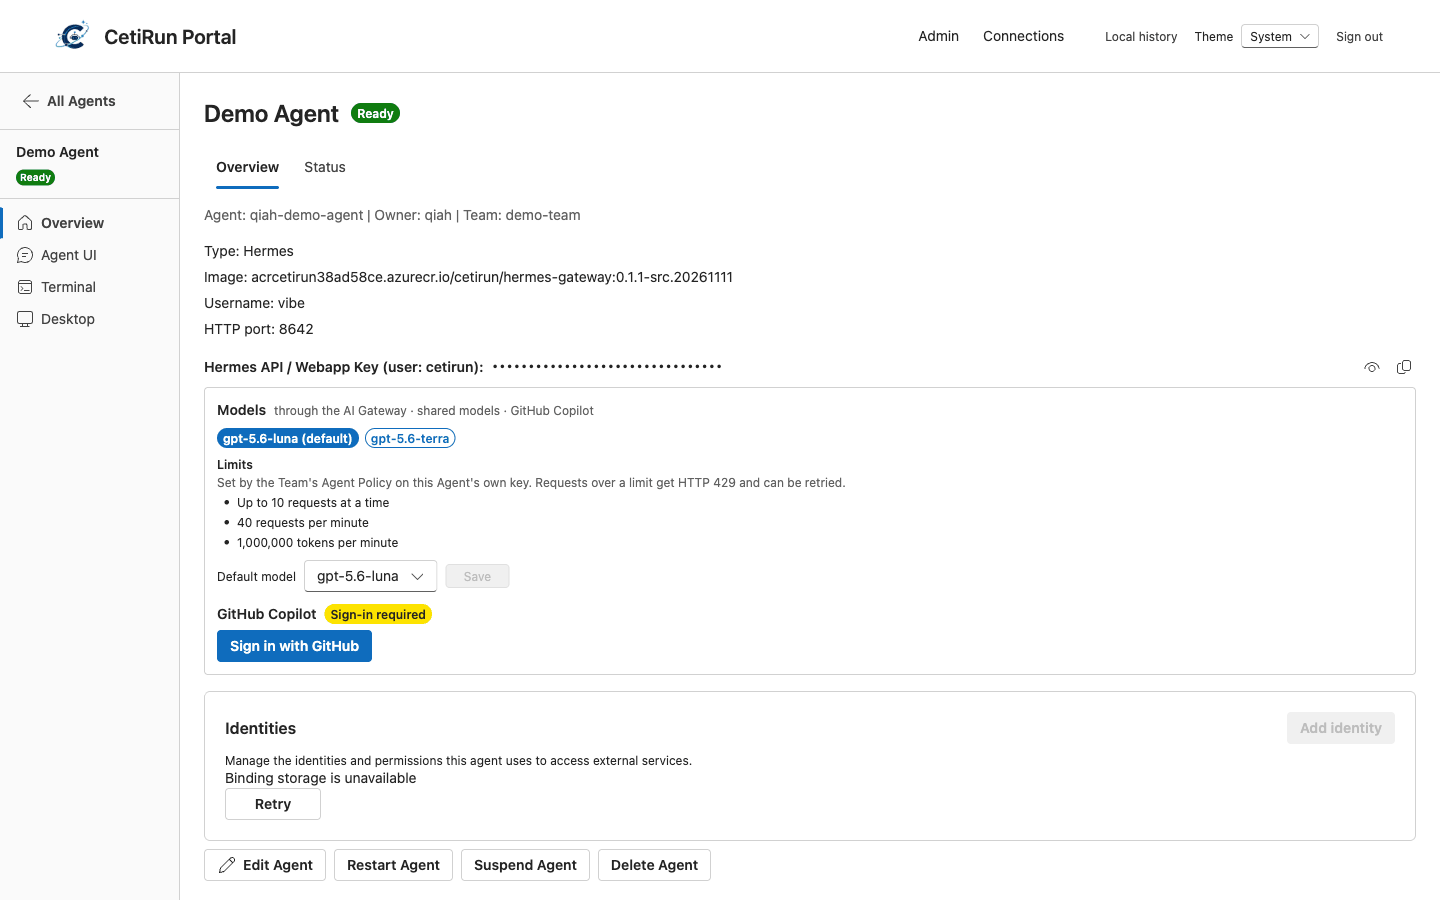 CetiRun Portal
Admin
Connections
Local history
Theme
System
Sign out
All Agents
Demo Agent
Ready
Overview
Agent UI
Terminal
Desktop
Demo Agent
Ready
Overview
Status
Agent: qiah-demo-agent | Owner: qiah | Team: demo-team
Type: Hermes
Image: acrcetirun38ad58ce.azurecr.io/cetirun/hermes-gateway:0.1.1-src.20261111
Username: vibe
HTTP port: 8642
Hermes API / Webapp Key (user: cetirun): ••••••••••••••••••••••••••••••••
Models through the AI Gateway · shared models · GitHub Copilot
gpt-5.6-luna (default)
gpt-5.6-terra
Limits
Set by the Team's Agent Policy on this Agent's own key. Requests over a limit get HTTP 429 and can be retried.
• Up to 10 requests at a time
• 40 requests per minute
• 1,000,000 tokens per minute
Default model
gpt-5.6-luna
Save
GitHub Copilot
Sign-in required
Sign in with GitHub
Identities
Add identity
Manage the identities and permissions this agent uses to access external services.
Binding storage is unavailable
Retry
Edit Agent
Restart Agent
Suspend Agent
Delete Agent